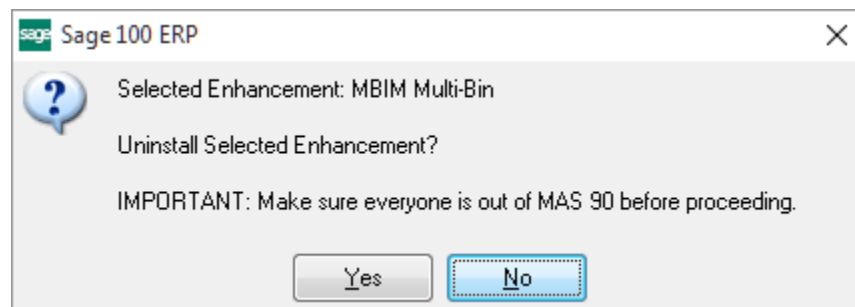 sage Sage 100 ERP
?
Selected Enhancement: MBIM Multi-Bin
Uninstall Selected Enhancement?
IMPORTANT: Make sure everyone is out of MAS 90 before proceeding.
Yes No